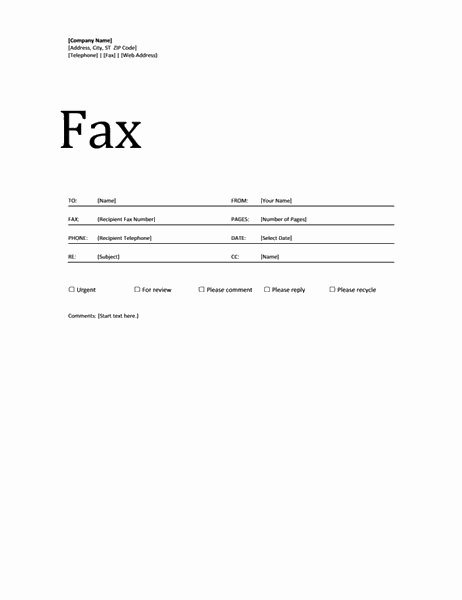 [Company Name]
[Address, City, ST ZIP Code]
[Telephone] | [Fax] | [Web Address]
Fax
TO: [Name] FROM: [Your Name]
FAX: [Recipient Fax Number] PAGES: [Number of Pages]
PHONE: [Recipient Telephone] DATE: [Select Date]
RE: [Subject] CC: [Name]
☐ Urgent ☐ For review ☐ Please comment ☐ Please reply ☐ Please recycle
Comments: [Start text here.]